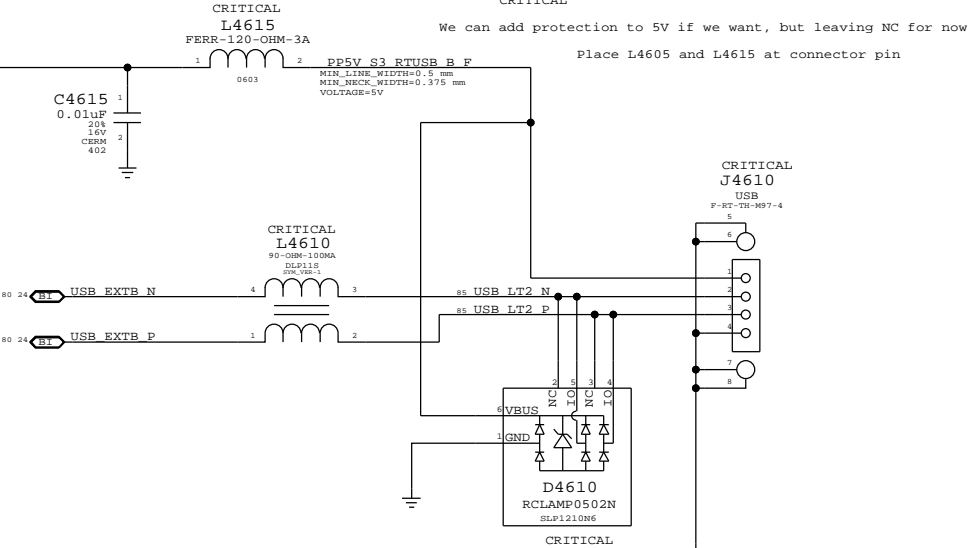 CRITICAL
CRITICAL
L4615
FERR-120-OHM-3A
We can add protection to 5V if we want, but leaving NC for now
Place L4605 and L4615 at connector pin
1
2
PP5V_S3_RTUSB_B_F
0603
MIN_LINE_WIDTH=0.5 mm
MIN_NECK_WIDTH=0.375 mm
VOLTAGE=5V
C4615
1
0.01uF
20%
16V
CERM
402
2
CRITICAL
J4610
USB
F-RT-TH-M97-4
5
6
CRITICAL
L4610
90-OHM-100MA
DLP11S
SYM_VER-1
80 24
BI
USB_EXTB_N
4
3
85
USB_LT2_N
1
2
85
USB_LT2_P
3
4
80 24
BI
USB_EXTB_P
1
2
7
8
2
5
3
4
NC
IO
NC
IO
6
VBUS
1
GND
D4610
RCLAMP0502N
SLP1210N6
CRITICAL